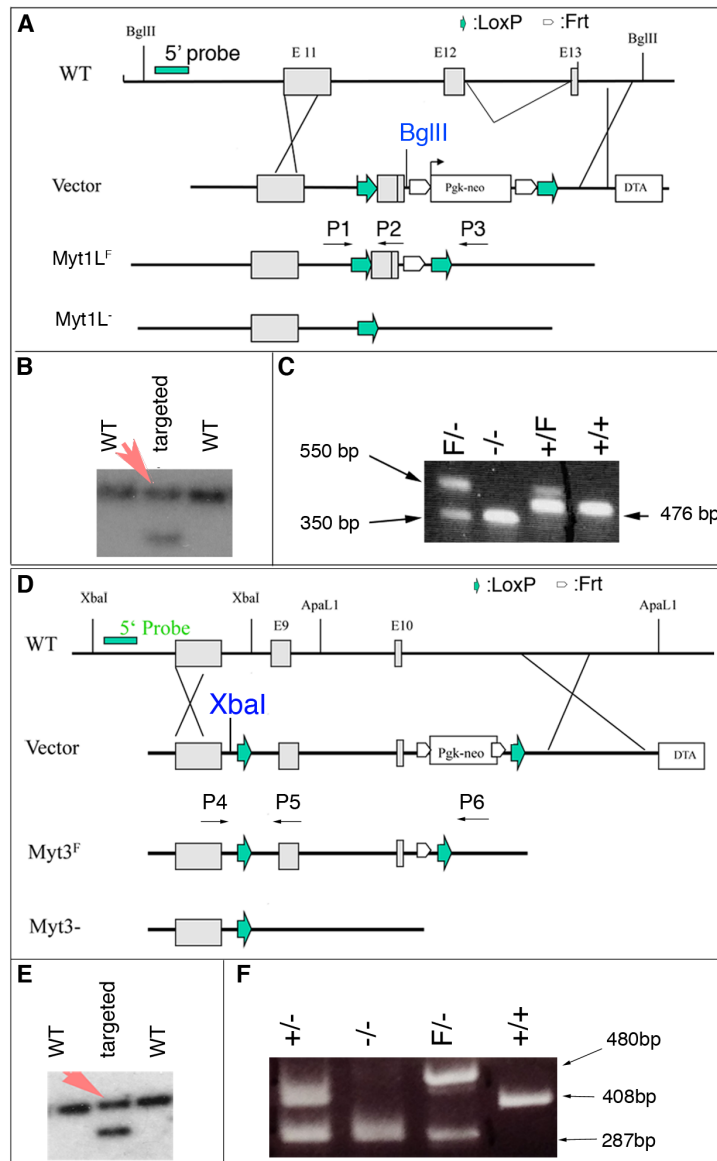 A
:LoxP :Frt
BglII
5’ probe
E 11
E12
E13
BglII
WT
BglII
Vector
Pgk-neo
DTA
P1 P2 P3
Myt1Lᶠ
Myt1L⁻
B
WT
targeted
WT
C
F/-
-/-
+/F
+/+
550 bp
350 bp
476 bp
D
:LoxP :Frt
XbaI
XbaI
ApaL1
ApaL1
5‘ Probe
E9
E10
WT
XbaI
Vector
Pgk-neo
DTA
P4 P5 P6
Myt3ᶠ
Myt3-
E
WT
targeted
WT
F
+/-
-/-
F/-
+/+
480bp
408bp
287bp